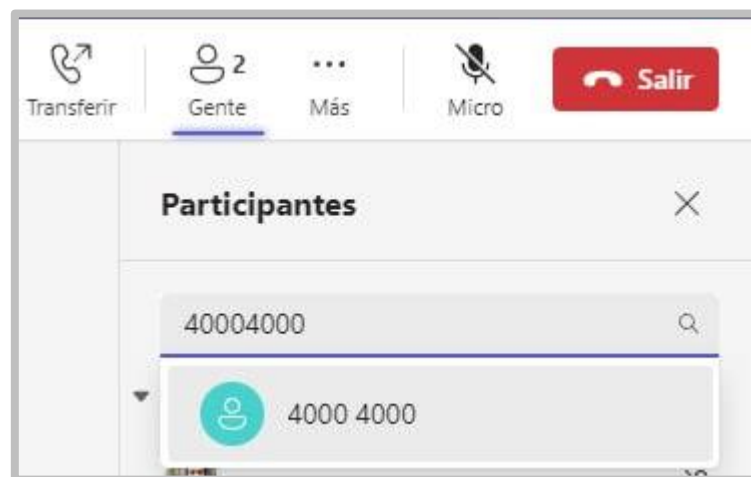 2
Salir
Transferir
Gente
Más
Micro
Participantes
40004000
4000 4000